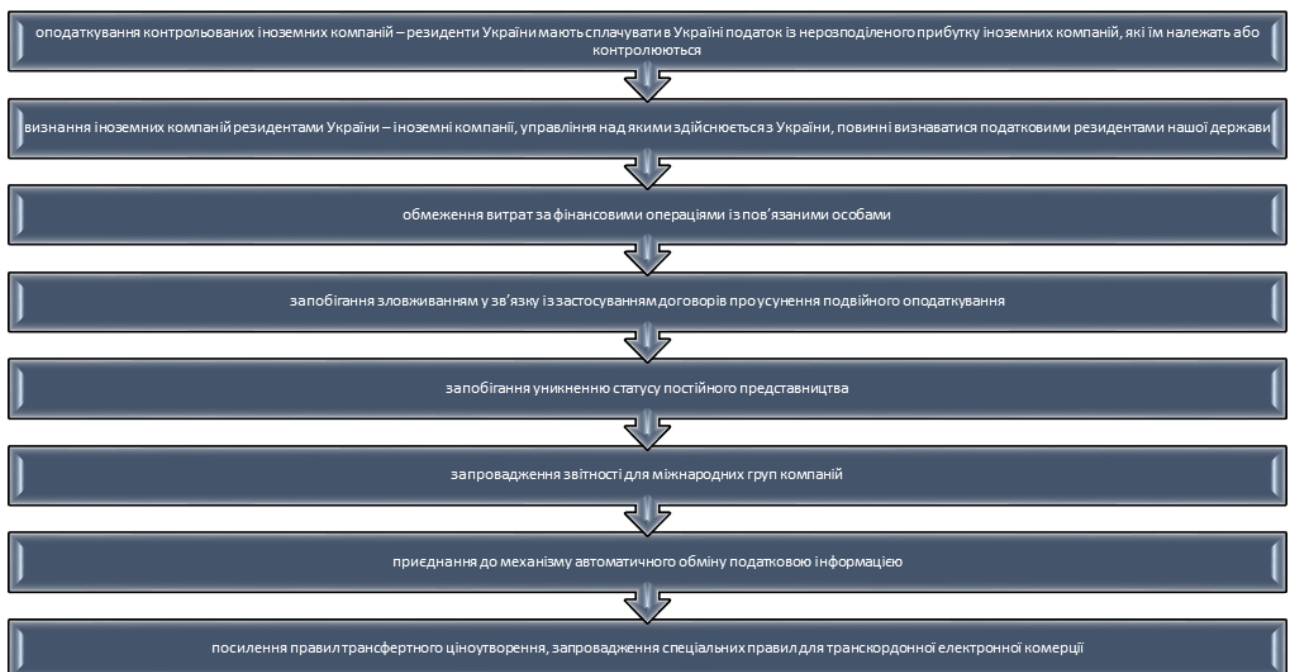 оподаткування контрольованих іноземних компаній – резиденти України мають сплачувати в Україні податок із нерозподіленого прибутку іноземних компаній, які їм належать або
контролюються
визнання іноземних компаній резидентами України – іноземні компанії, управління над якими здійснюється з України, повинні визнаватися податковими резидентами нашої держави
обмеження витрат за фінансовими операціями із пов’язаними особами
запобігання зловживанням у зв’язку із застосуванням договорів про усунення подвійного оподаткування
запобігання уникненню статусу постійного представництва
запровадження звітності для міжнародних груп компаній
приєднання до механізму автоматичного обміну податковою інформацією
посилення правил трансфертного ціноутворення, запровадження спеціальних правил для транскордонної електронної комерції